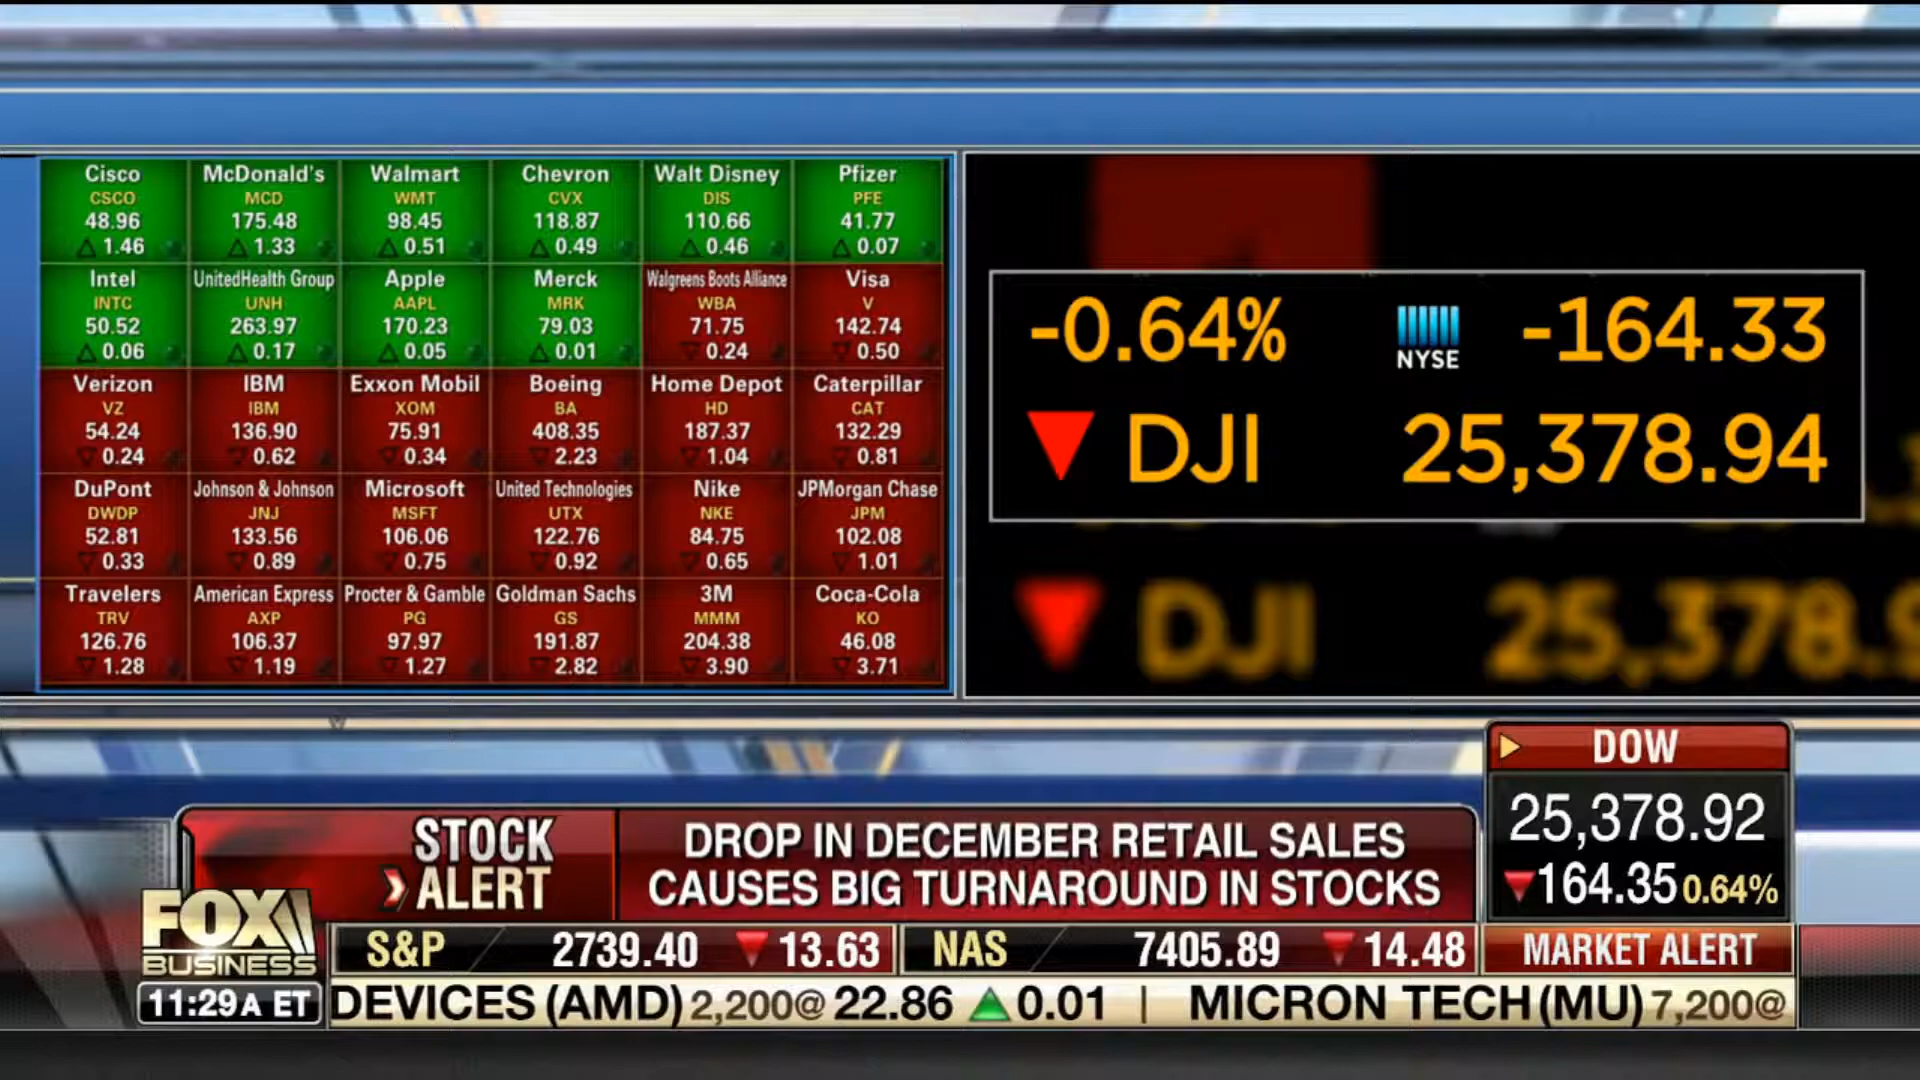 Cisco McDonald's Walmart Chevron Walt Disney Pfizer
CSCO MCD WMT CVX DIS PFE
48.96 175.48 98.45 118.87 110.66 41.77
△ 1.46 △ 1.33 △ 0.51 △ 0.49 △ 0.46 △ 0.07
Intel UnitedHealth Group Apple Merck Walgreens Boots Alliance Visa
INTC UNH AAPL MRK WBA V
50.52 263.97 170.23 79.03 71.75 142.74
△ 0.06 △ 0.17 △ 0.05 △ 0.01 ▽ 0.24 ▽ 0.50
Verizon IBM Exxon Mobil Boeing Home Depot Caterpillar
VZ IBM XOM BA HD CAT
54.24 136.90 75.91 408.35 187.37 132.29
▽ 0.24 ▽ 0.62 ▽ 0.34 ▽ 2.23 ▽ 1.04 ▽ 0.81
DuPont Johnson & Johnson Microsoft United Technologies Nike JPMorgan Chase
DWDP JNJ MSFT UTX NKE JPM
52.81 133.56 106.06 122.76 84.75 102.08
▽ 0.33 ▽ 0.89 ▽ 0.75 ▽ 0.92 ▽ 0.65 ▽ 1.01
Travelers American Express Procter & Gamble Goldman Sachs 3M Coca-Cola
TRV AXP PG GS MMM KO
126.76 106.37 97.97 191.87 204.38 46.08
▽ 1.28 ▽ 1.19 ▽ 1.27 ▽ 2.82 ▽ 3.90 ▽ 3.71
-0.64% NYSE -164.33
▼ DJI 25,378.94
▼ DJI 25,378.9
DOW
25,378.92
▼164.35 0.64%
MARKET ALERT
STOCK
ALERT
DROP IN DECEMBER RETAIL SALES
CAUSES BIG TURNAROUND IN STOCKS
FOX
BUSINESS
11:29A ET
S&P 2739.40 ▼ 13.63 NAS 7405.89 ▼ 14.48
DEVICES (AMD) 2,200@ 22.86 ▲ 0.01 | MICRON TECH (MU) 7,200@